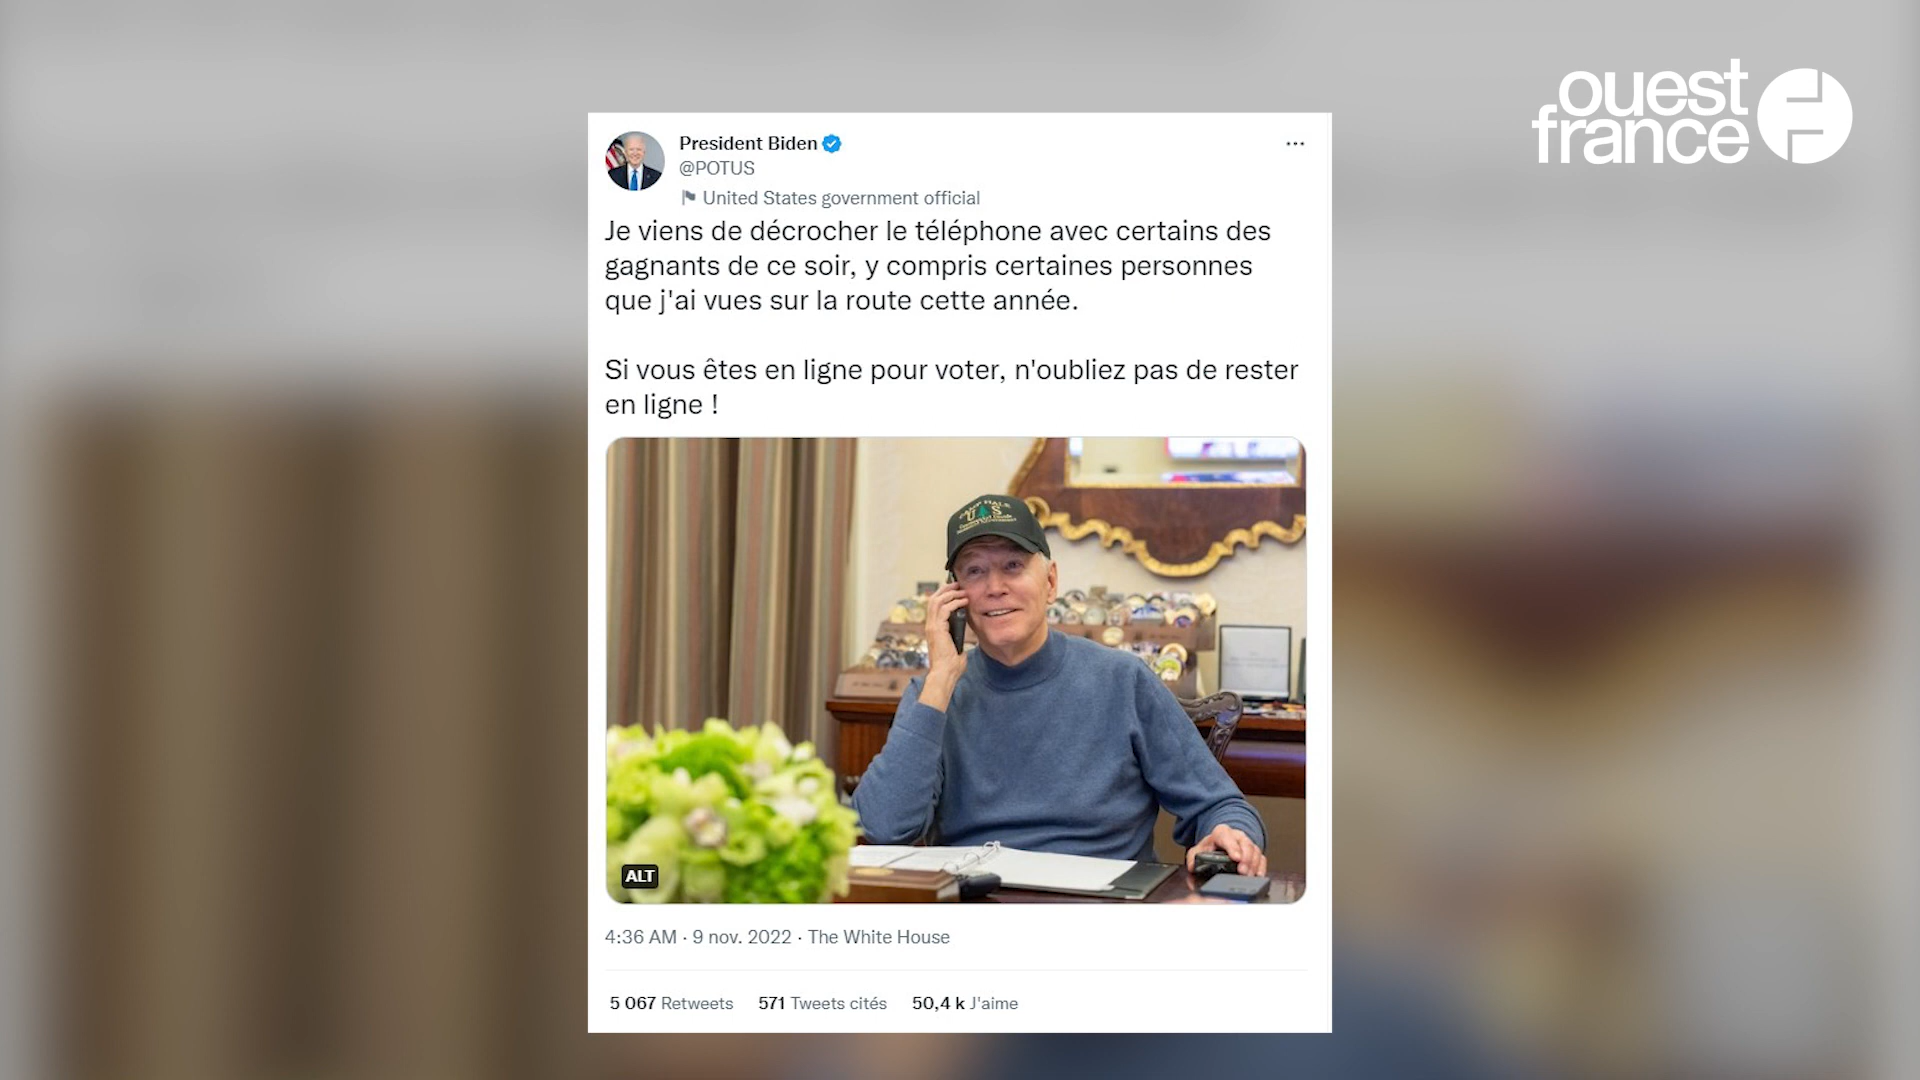 ouest
france
President Biden
@POTUS
United States government official
Je viens de décrocher le téléphone avec certains des
gagnants de ce soir, y compris certaines personnes
que j'ai vues sur la route cette année.
Si vous êtes en ligne pour voter, n'oubliez pas de rester
en ligne !
CAMP HALE
US
ALT
4:36 AM · 9 nov. 2022 · The White House
5 067 Retweets 571 Tweets cités 50,4 k J'aime